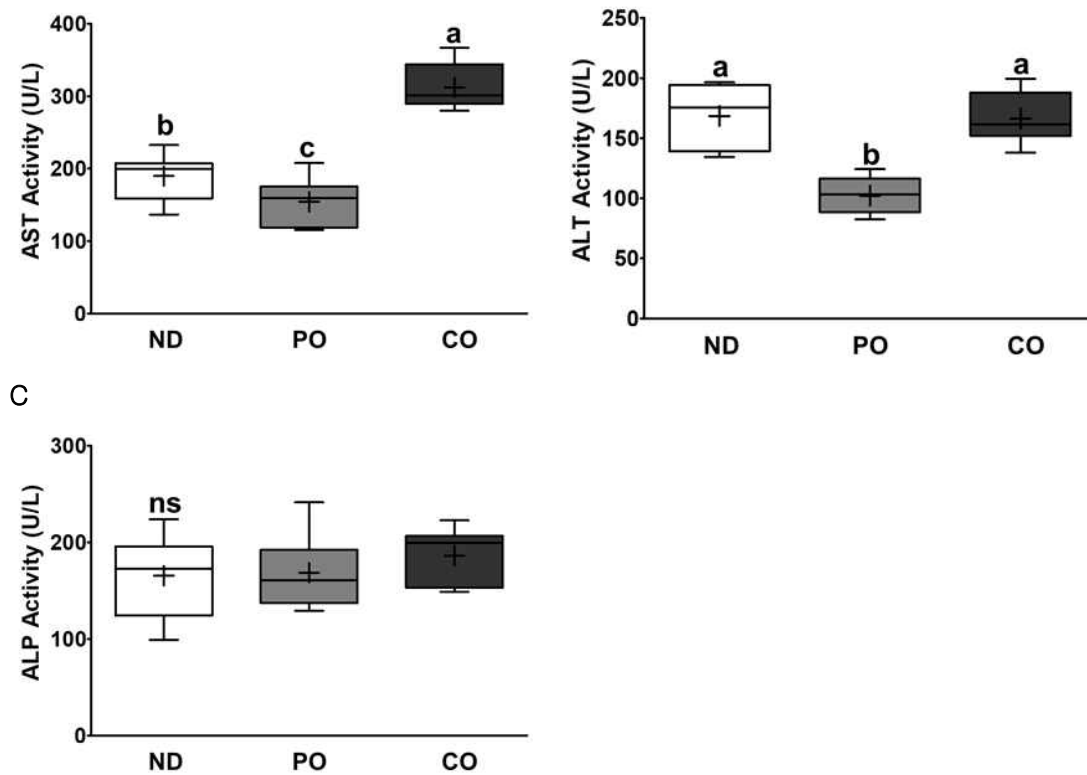 AST Activity (U/L)
400
300
200
100
0
b
c
a
ND PO CO
ALT Activity (U/L)
250
200
150
100
50
0
a
b
a
ND PO CO
C
ALP Activity (U/L)
300
200
100
0
ns
ND PO CO